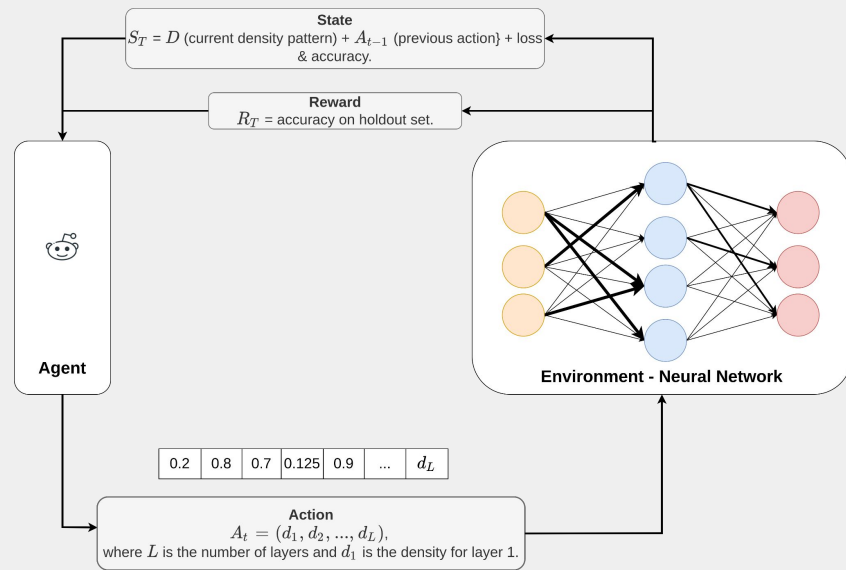 State
S_T = D (current density pattern) + A_{t−1} (previous action} + loss
& accuracy.
Reward
R_T = accuracy on holdout set.
Agent
Environment - Neural Network
0.2 0.8 0.7 0.125 0.9 ... d_L
Action
A_t = (d_1, d_2, ..., d_L),
where L is the number of layers and d_1 is the density for layer 1.